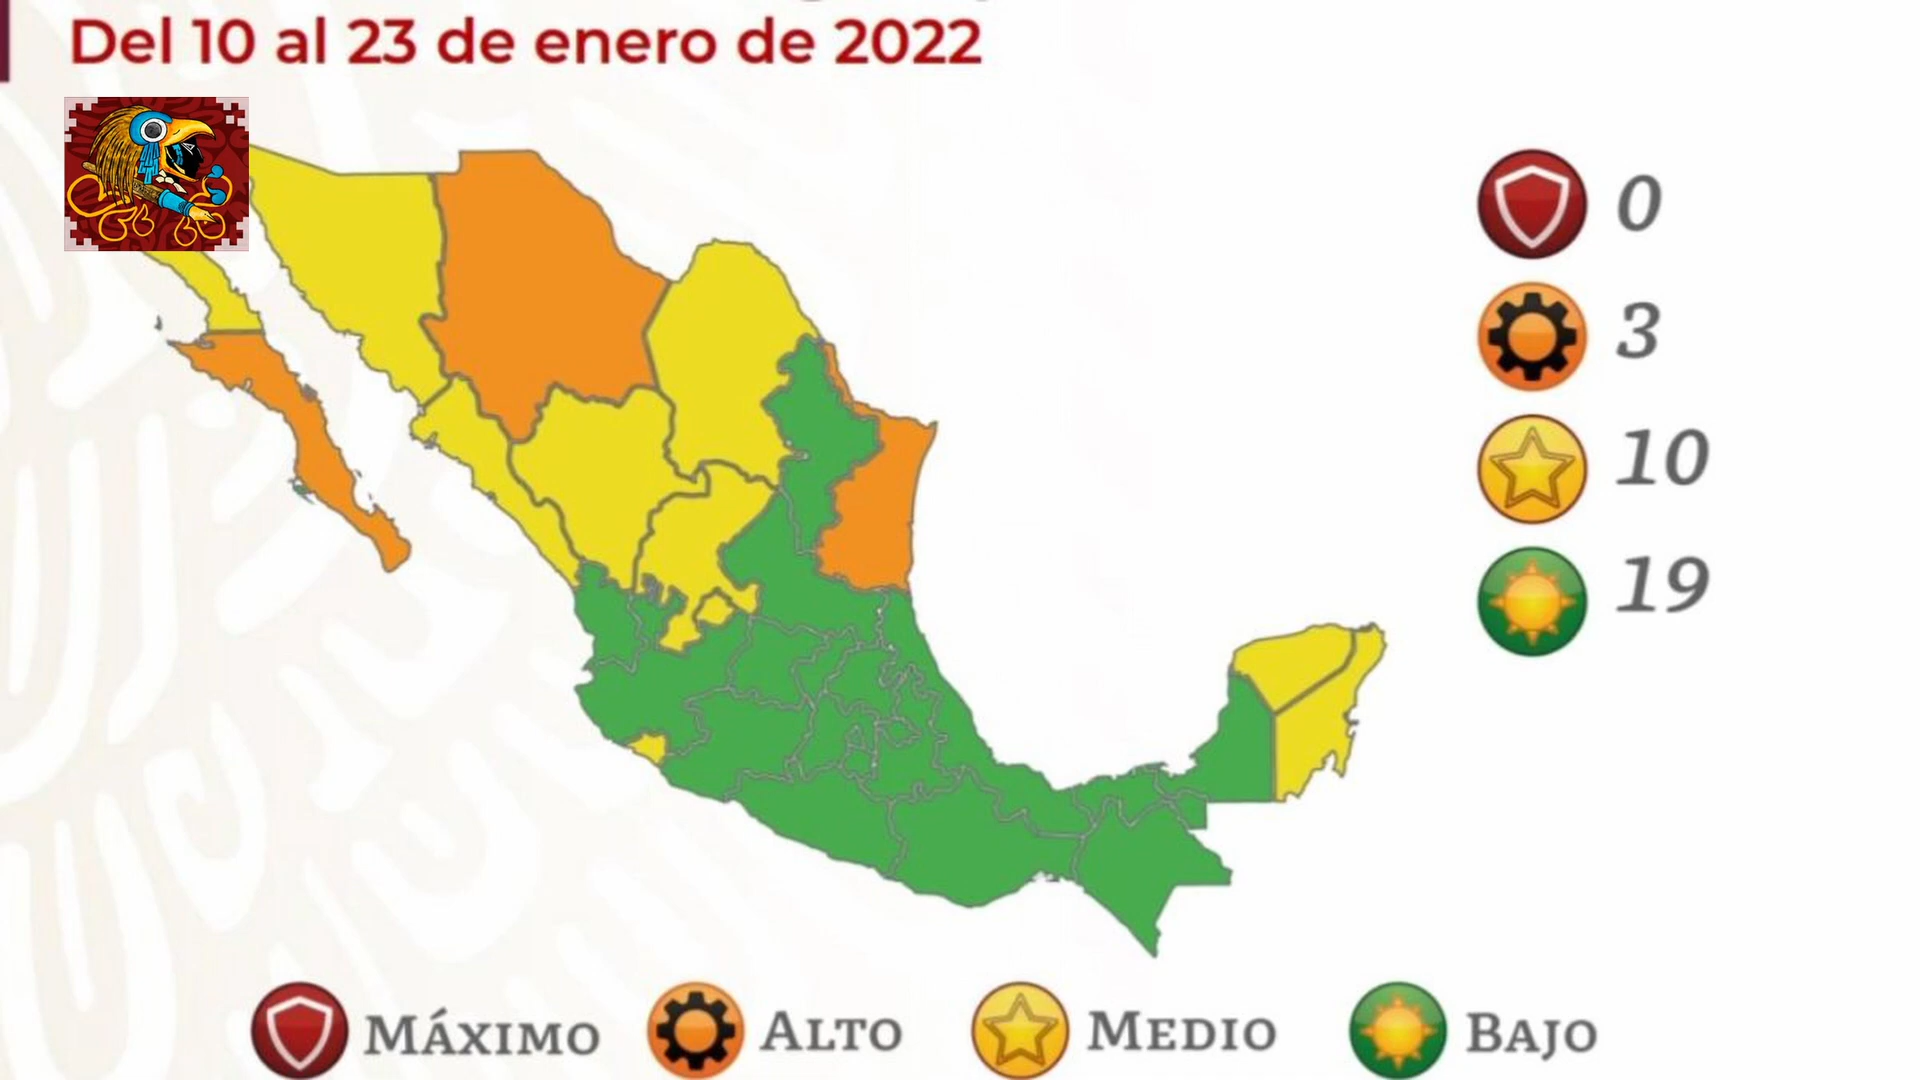 Del 10 al 23 de enero de 2022
0
3
10
19
MÁXIMO
ALTO
MEDIO
BAJO